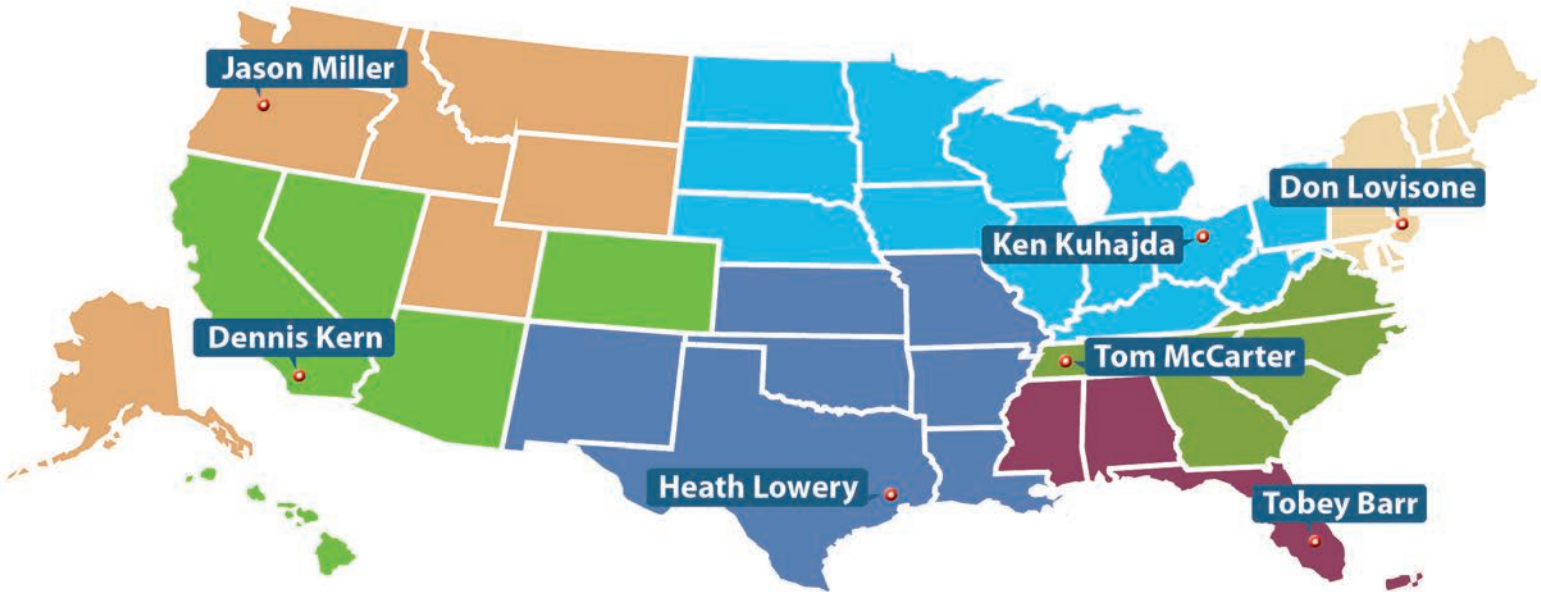 Jason Miller
Don Lovisone
Ken Kuhajda
Dennis Kern
Tom McCarter
Heath Lowery
Tobey Barr